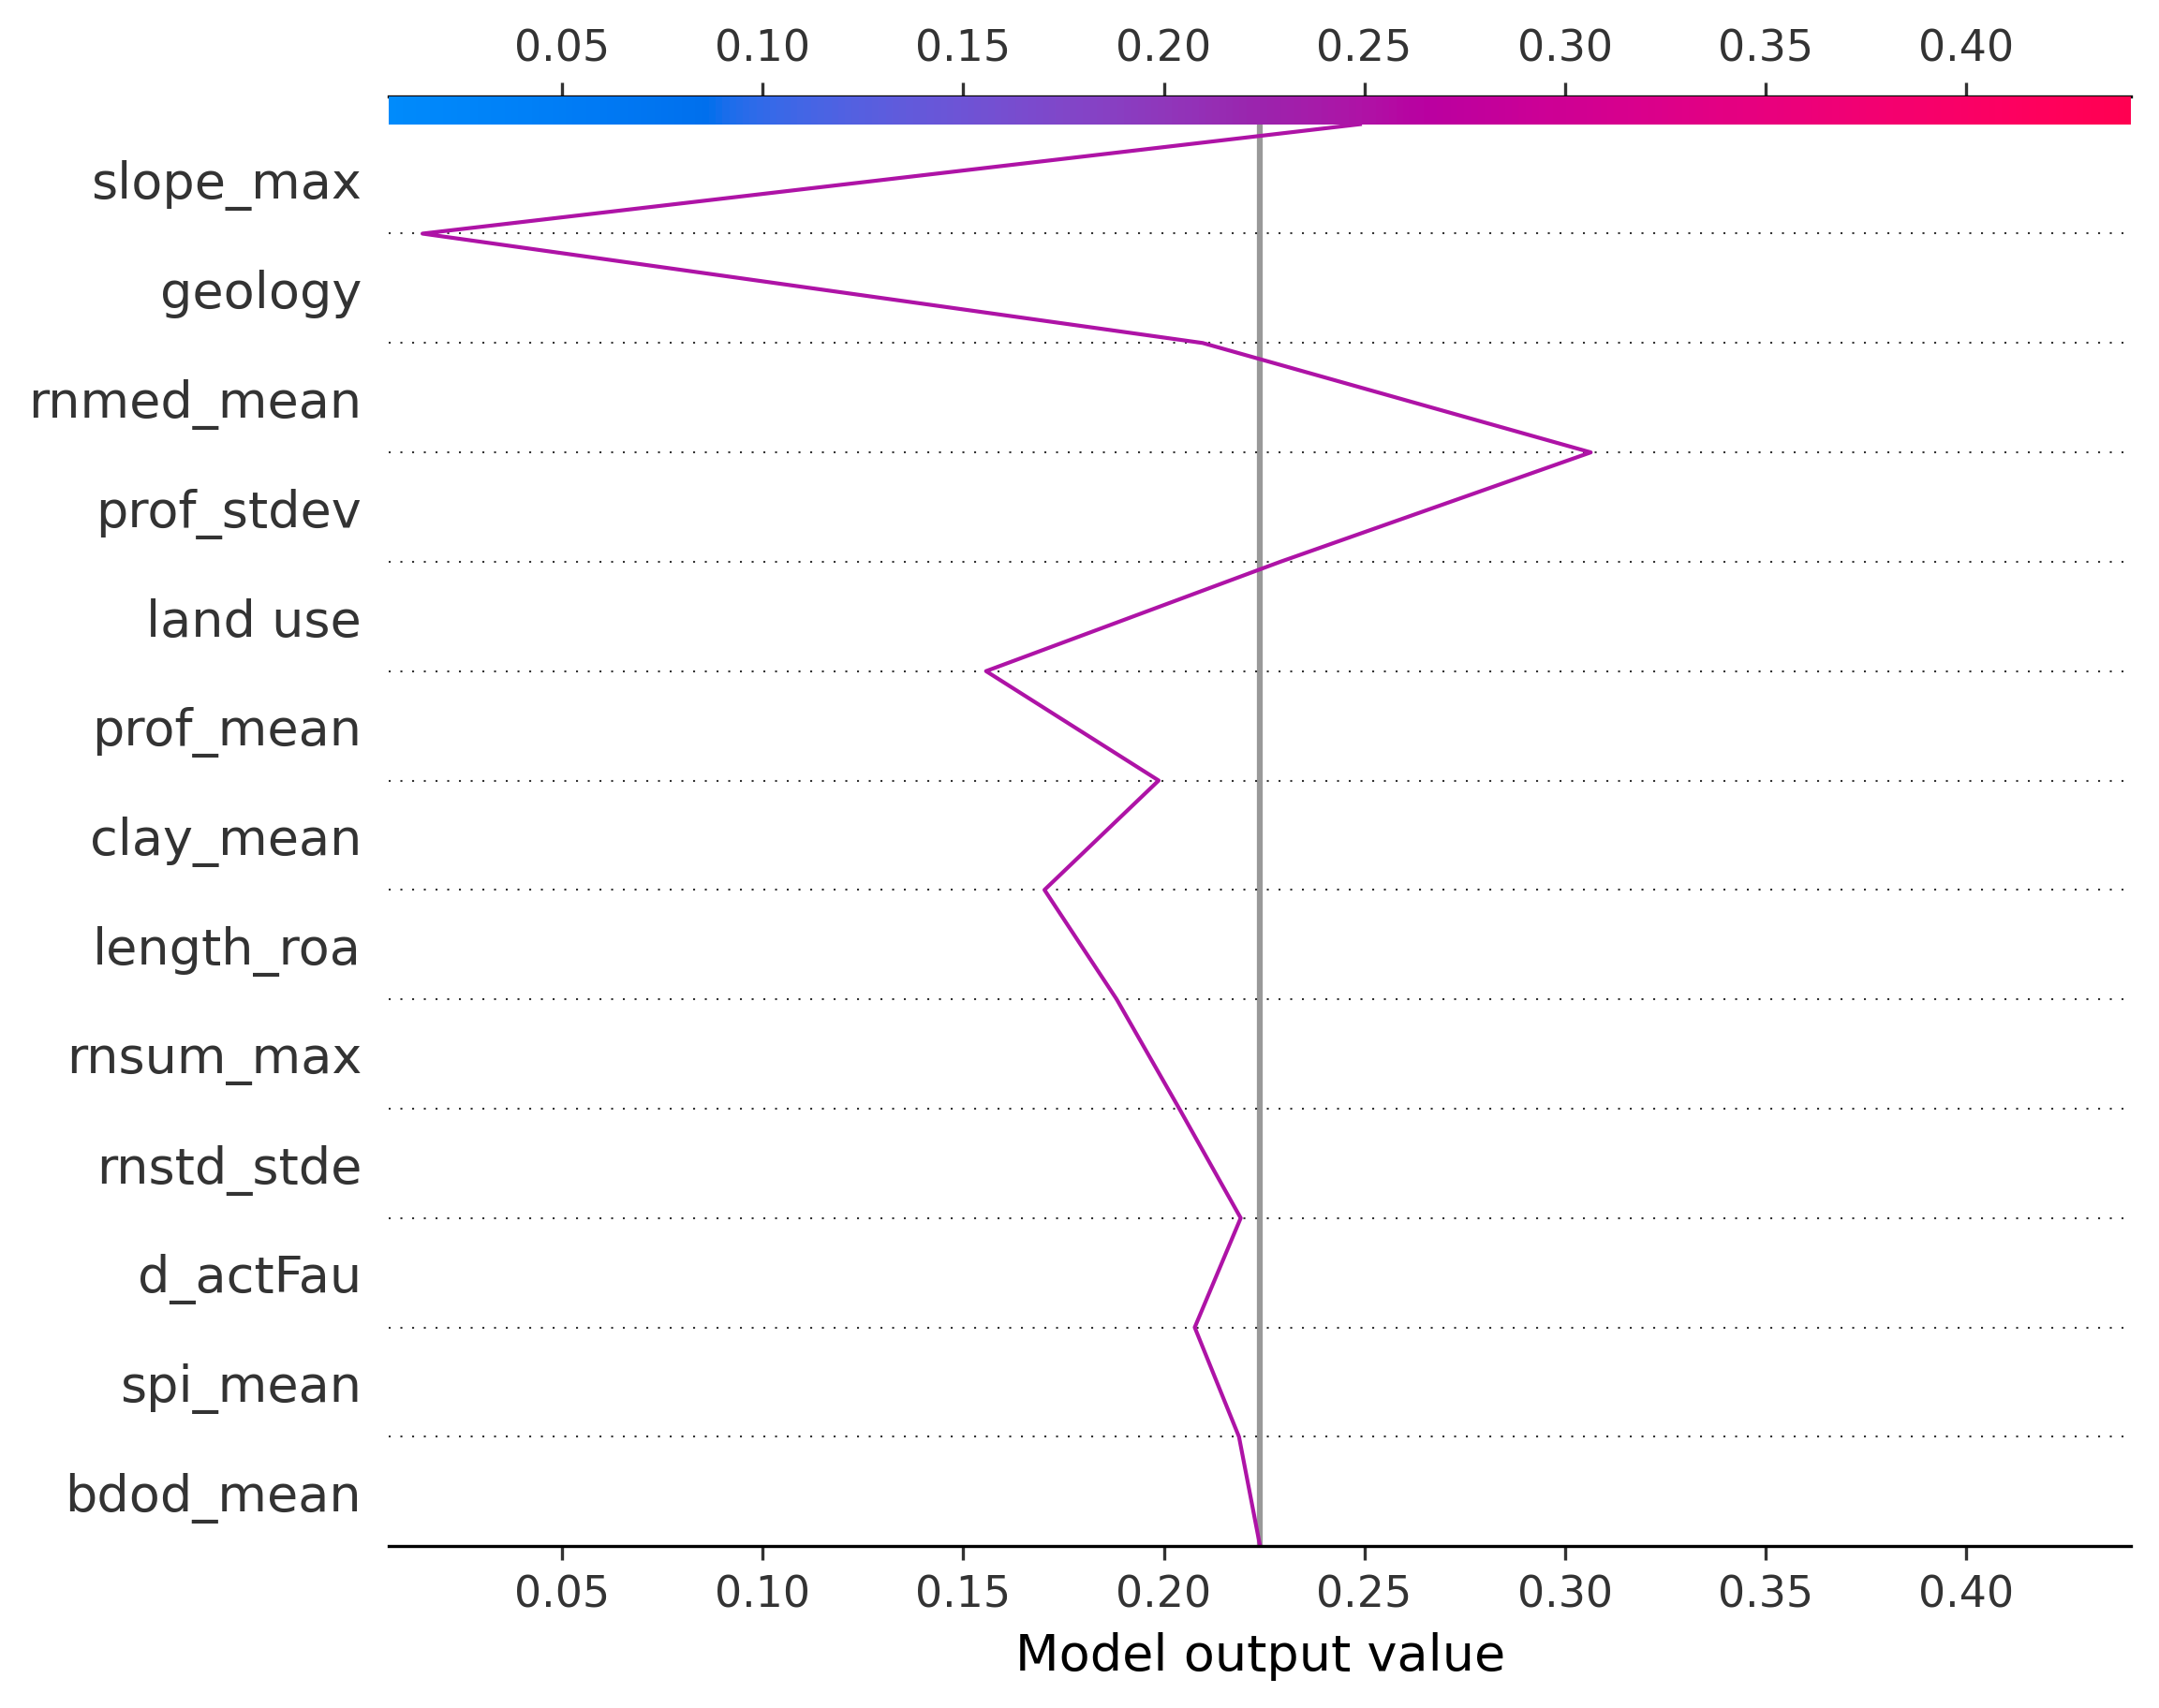 0.05 0.10 0.15 0.20 0.25 0.30 0.35 0.40
slope_max
geology
rnmed_mean
prof_stdev
land use
prof_mean
clay_mean
length_roa
rnsum_max
rnstd_stde
d_actFau
spi_mean
bdod_mean
0.05 0.10 0.15 0.20 0.25 0.30 0.35 0.40
Model output value